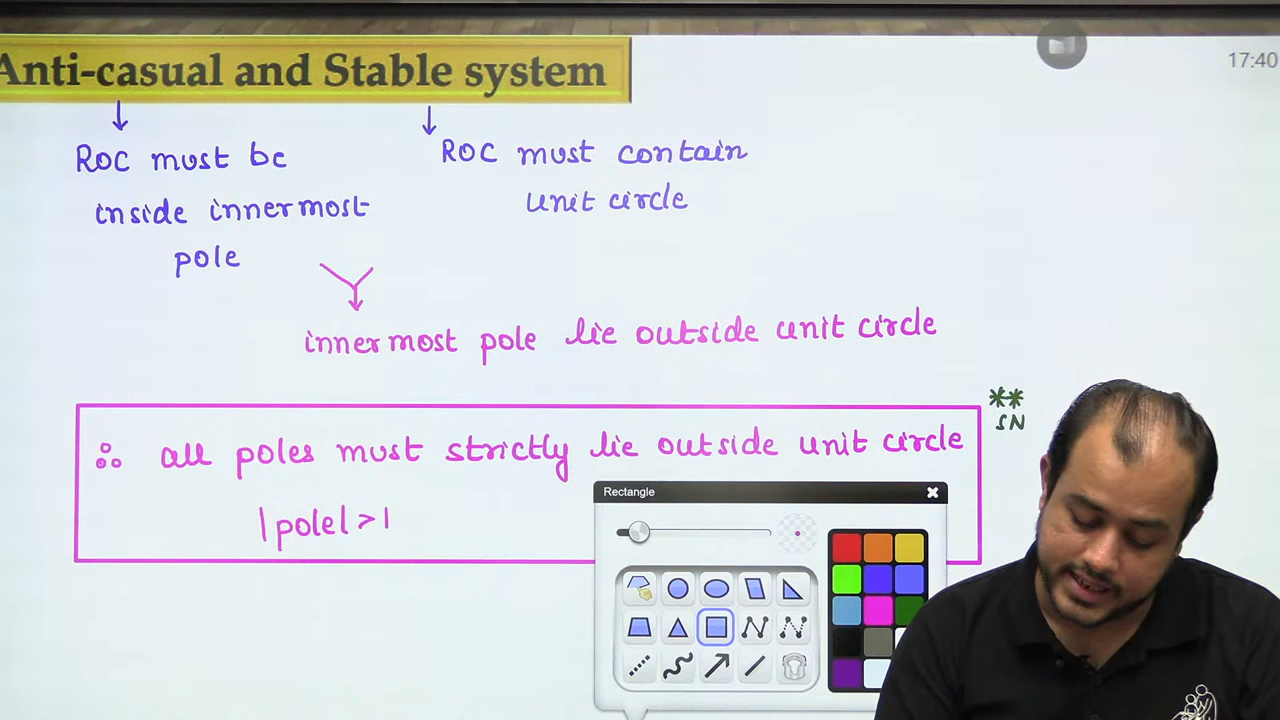 Anti-casual and Stable system
17:40
ROC must be
inside innermost
pole
ROC must contain
unit circle
innermost pole lie outside unit circle
**
SN
∴ all poles must strictly lie outside unit circle
|pole| > 1
Rectangle